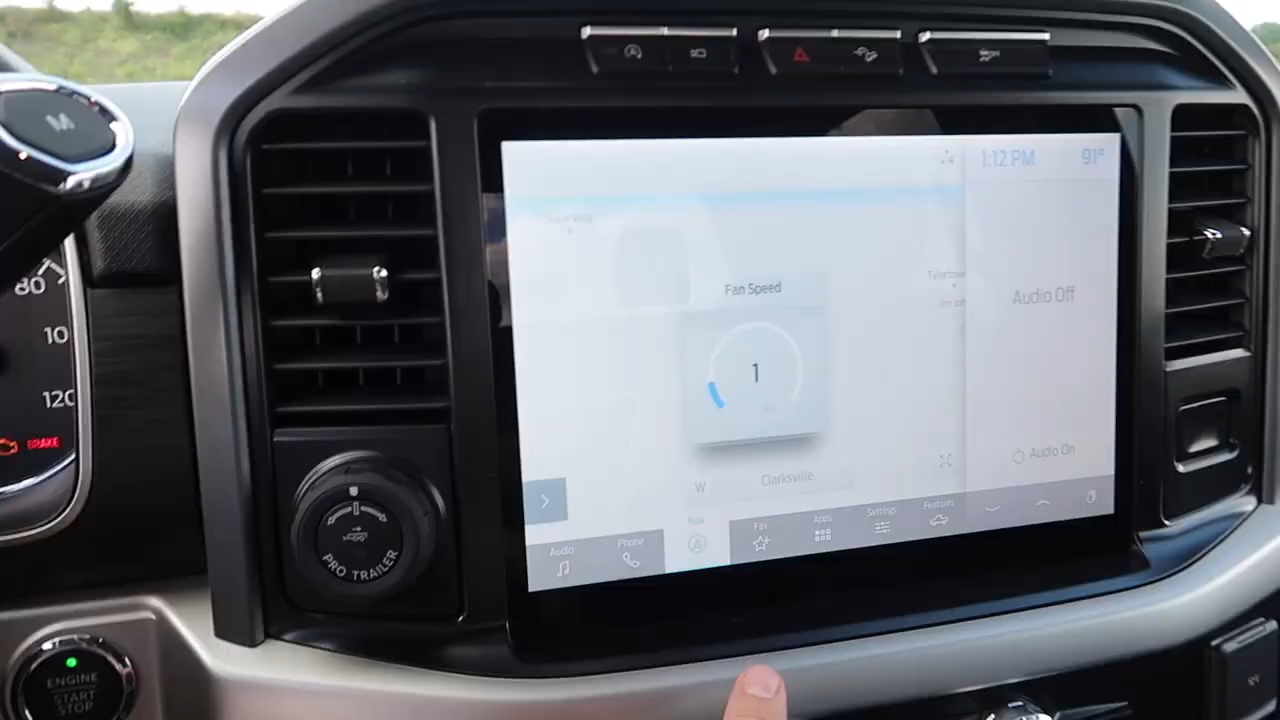 M
80
10
120
BRAKE
ENGINE
START
STOP
PRO TRAILER
1:12 PM
91°
Fan Speed
1
Audio Off
Audio On
W
Clarksville
Audio
Phone
Nav
Fav
Apps
Settings
Features